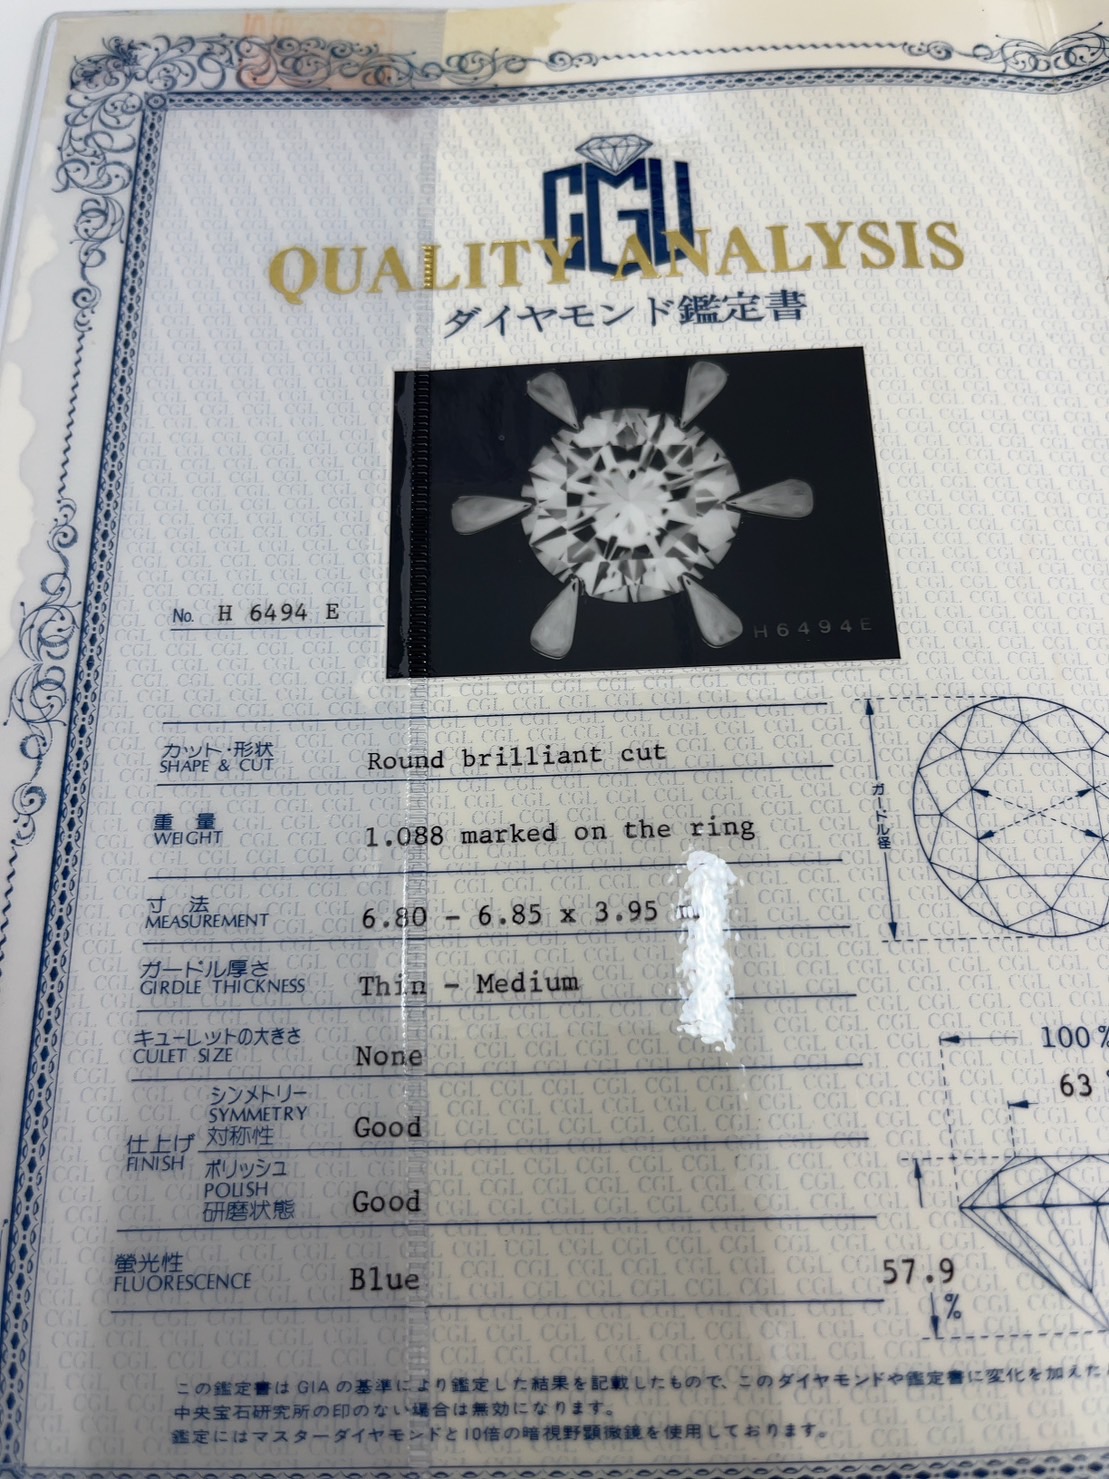 CGL
QUALITY ANALYSIS
ダイヤモンド鑑定書
No. H 6494 E
H6494E
カット・形状
SHAPE & CUT
Round brilliant cut
重量
WEIGHT
1.088 marked on the ring
寸法
MEASUREMENT
6.80 - 6.85 x 3.95
ガードル厚さ
GIRDLE THICKNESS
Thin - Medium
キューレットの大きさ
CULET SIZE
None
仕上げ
FINISH
シンメトリー
SYMMETRY
対称性
Good
ポリッシュ
POLISH
研磨状態
Good
螢光性
FLUORESCENCE
Blue
ガードル径
100%
63
57.9
%
この鑑定書はGIAの基準により鑑定した結果を記載したもので、このダイヤモンドや鑑定書に変化を加えた
中央宝石研究所の印のない場合は無効になります。
鑑定にはマスターダイヤモンドと10倍の暗視野顕微鏡を使用しております。